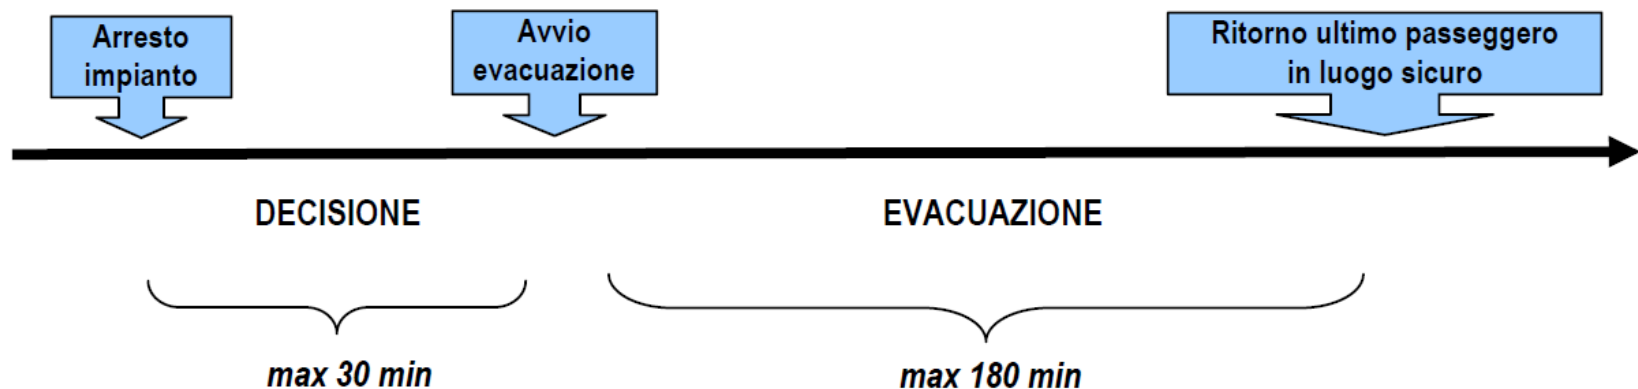 Arresto
impianto
Avvio
evacuazione
Ritorno ultimo passeggero
in luogo sicuro
DECISIONE
EVACUAZIONE
max 30 min
max 180 min